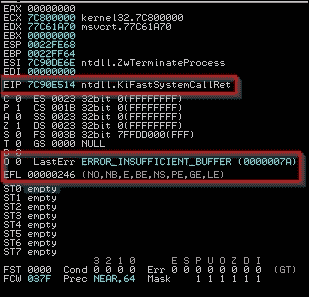 EAX 00000000
ECX 7C800000 kernel32.7C800000
EDX 77C61A70 msvcrt.77C61A70
EBX 00000000
ESP 0022FF68
EBP 0022FF64
ESI 7C90DE6E ntdll.ZwTerminateProcess
EDI 00000000
EIP 7C90E514 ntdll.KiFastSystemCallRet
C 0 ES 0023 32bit 0(FFFFFFFF)
P 1 CS 001B 32bit 0(FFFFFFFF)
A 0 SS 0023 32bit 0(FFFFFFFF)
Z 1 DS 0023 32bit 0(FFFFFFFF)
S 0 FS 003B 32bit 7FFDD000(FFF)
T 0 GS 0000 NULL
D 0
O 0 LastErr ERROR_INSUFFICIENT_BUFFER (0000007A)
EFL 00000246 (NO,NB,E,BE,NS,PE,GE,LE)
ST0 empty
ST1 empty
ST2 empty
ST3 empty
ST4 empty
ST5 empty
ST6 empty
ST7 empty
3 2 1 0 E S P U O Z D I
FST 0000 Cond 0 0 0 0 Err 0 0 0 0 0 0 0 0 (GT)
FCW 037F Prec NEAR,64 Mask 1 1 1 1 1 1